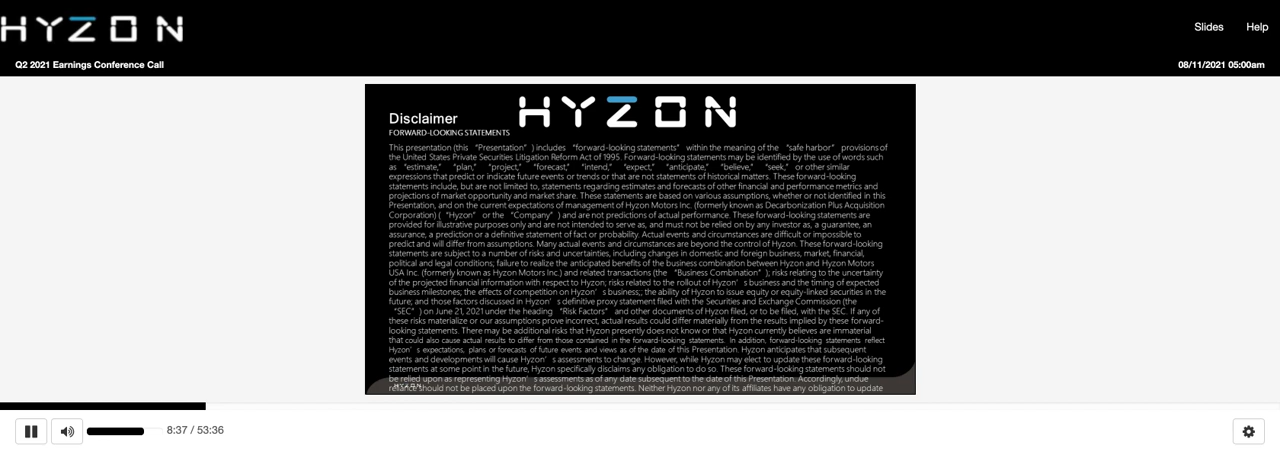 HYZON
Slides Help
Q2 2021 Earnings Conference Call
08/11/2021 05:00am
HYZON
Disclaimer
FORWARD-LOOKING STATEMENTS
This presentation (this “Presentation” ) includes “forward-looking statements” within the meaning of the “safe harbor” provisions of
the United States Private Securities Litigation Reform Act of 1995. Forward-looking statements may be identified by the use of words such
as “estimate,” “plan,” “project,” “forecast,” “intend,” “expect,” “anticipate,” “believe,” “seek,” or other similar
expressions that predict or indicate future events or trends or that are not statements of historical matters. These forward-looking
statements include, but are not limited to, statements regarding estimates and forecasts of other financial and performance metrics and
projections of market opportunity and market share. These statements are based on various assumptions, whether or not identified in this
Presentation, and on the current expectations of management of Hyzon Motors Inc. (formerly known as Decarbonization Plus Acquisition
Corporation) ( “Hyzon” or the “Company” ) and are not predictions of actual performance. These forward-looking statements are
provided for illustrative purposes only and are not intended to serve as, and must not be relied on by any investor as, a guarantee, an
assurance, a prediction or a definitive statement of fact or probability. Actual events and circumstances are difficult or impossible to
predict and will differ from assumptions. Many actual events and circumstances are beyond the control of Hyzon. These forward-looking
statements are subject to a number of risks and uncertainties, including changes in domestic and foreign business, market, financial,
political and legal conditions; failure to realize the anticipated benefits of the business combination between Hyzon and Hyzon Motors
USA Inc. (formerly known as Hyzon Motors Inc.) and related transactions (the “Business Combination” ); risks relating to the uncertainty
of the projected financial information with respect to Hyzon; risks related to the rollout of Hyzon’ s business and the timing of expected
business milestones; the effects of competition on Hyzon’ s business;; the ability of Hyzon to issue equity or equity-linked securities in the
future; and those factors discussed in Hyzon’ s definitive proxy statement filed with the Securities and Exchange Commission (the
“SEC” ) on June 21, 2021 under the heading “Risk Factors” and other documents of Hyzon filed, or to be filed, with the SEC. If any of
these risks materialize or our assumptions prove incorrect, actual results could differ materially from the results implied by these forward-
looking statements. There may be additional risks that Hyzon presently does not know or that Hyzon currently believes are immaterial
that could also cause actual results to differ from those contained in the forward-looking statements. In addition, forward-looking statements reflect
Hyzon’ s expectations, plans or forecasts of future events and views as of the date of this Presentation. Hyzon anticipates that subsequent
events and developments will cause Hyzon’ s assessments to change. However, while Hyzon may elect to update these forward-looking
statements at some point in the future, Hyzon specifically disclaims any obligation to do so. These forward-looking statements should not
be relied upon as representing Hyzon’ s assessments as of any date subsequent to the date of this Presentation. Accordingly, undue
reliance should not be placed upon the forward-looking statements. Neither Hyzon nor any of its affiliates have any obligation to update
8:37 / 53:36